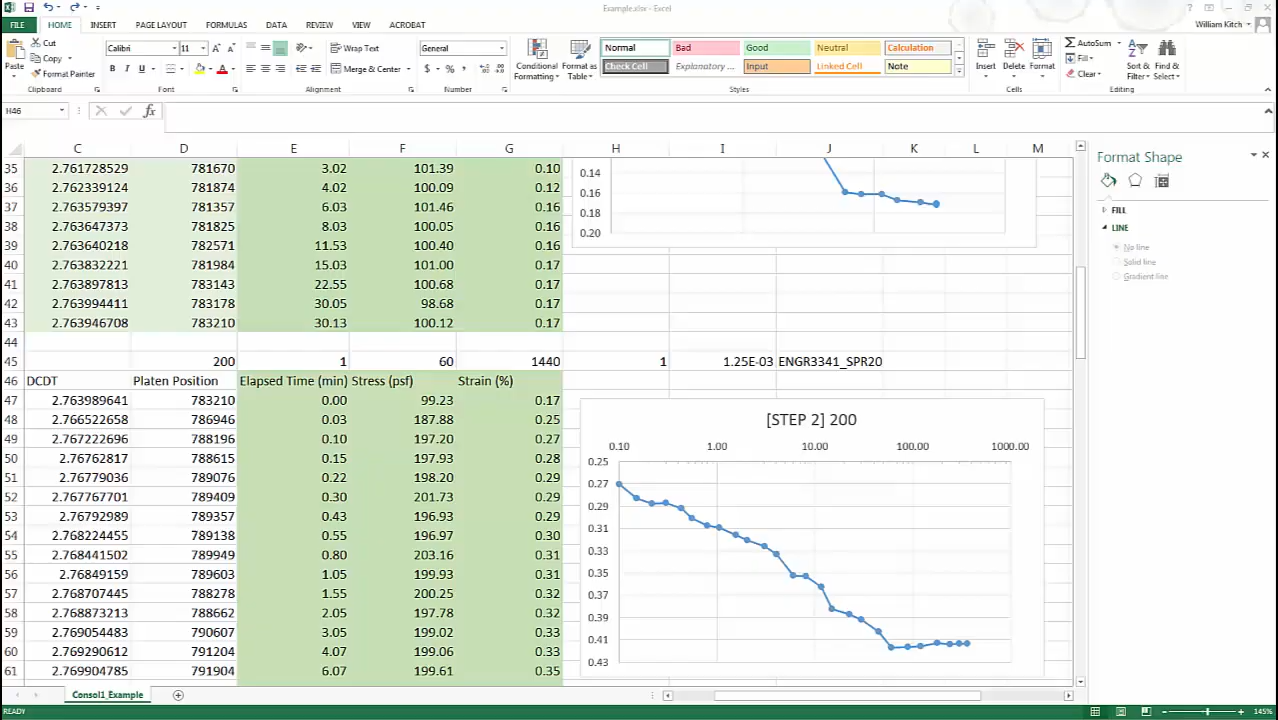 Example.xlsx - Excel
FILE HOME INSERT PAGE LAYOUT FORMULAS DATA REVIEW VIEW ACROBAT William Kitch
Paste Cut Copy Format Painter
Calibri 11 Wrap Text Merge & Center General
Conditional Formatting Format as Table
Normal Bad Good Neutral Calculation
Check Cell Explanatory ... Input Linked Cell Note
Insert Delete Format AutoSum Fill Clear Sort & Filter Find & Select
Clipboard Font Alignment Number Styles Cells Editing
H46 fx
C D E F G H I J K L M
35 2.761728529 781670 3.02 101.39 0.10
36 2.762339124 781874 4.02 100.09 0.12
37 2.763579397 781357 6.03 101.46 0.16
38 2.763647373 781825 8.03 100.05 0.16
39 2.763640218 782571 11.53 100.40 0.16
40 2.763832221 781984 15.03 101.00 0.17
41 2.763897813 783143 22.55 100.68 0.17
42 2.763994411 783178 30.05 98.68 0.17
43 2.763946708 783210 30.13 100.12 0.17
44
45 200 1 60 1440 1 1.25E-03 ENGR3341_SPR20
46 DCDT Platen Position Elapsed Time (min) Stress (psf) Strain (%)
47 2.763989641 783210 0.00 99.23 0.17
48 2.766522658 786946 0.03 187.88 0.25
49 2.767222696 788196 0.10 197.20 0.27
50 2.76762817 788615 0.15 197.93 0.28
51 2.76779036 789076 0.22 198.20 0.29
52 2.767767701 789409 0.30 201.73 0.29
53 2.76792989 789357 0.43 196.93 0.29
54 2.768224455 789138 0.55 196.97 0.30
55 2.768441502 789949 0.80 203.16 0.31
56 2.76849159 789603 1.05 199.93 0.31
57 2.768707445 788278 1.55 200.25 0.32
58 2.768873213 788662 2.05 197.78 0.32
59 2.769054483 790607 3.05 199.02 0.33
60 2.769290612 791204 4.07 199.06 0.33
61 2.769904785 791904 6.07 199.61 0.35
0.14
0.16
0.18
0.20
[STEP 2] 200
0.10 1.00 10.00 100.00 1000.00
0.25
0.27
0.29
0.31
0.33
0.35
0.37
0.39
0.41
0.43
Format Shape
FILL
LINE
No line
Solid line
Gradient line
Consol1_Example
READY 145%